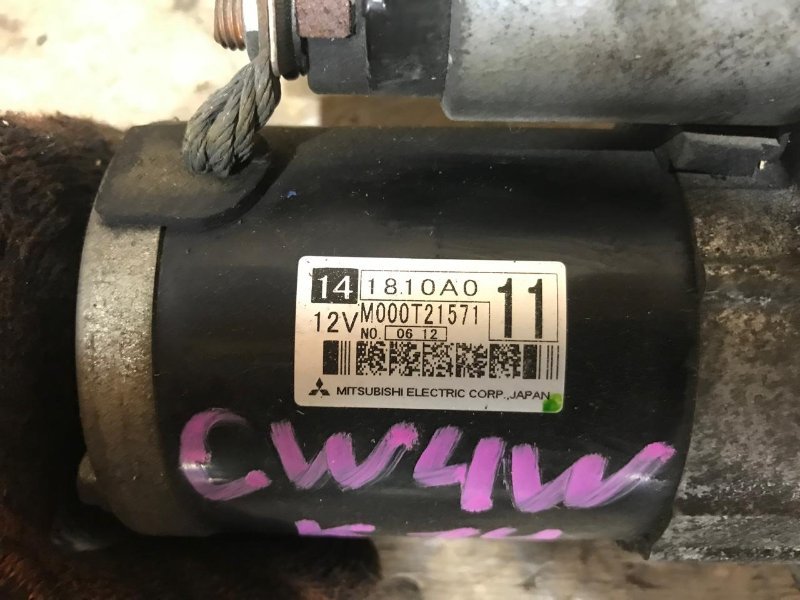 14 1810A0 11
12V M000T21571
NO. 06 12
MITSUBISHI ELECTRIC CORP., JAPAN
CW4W